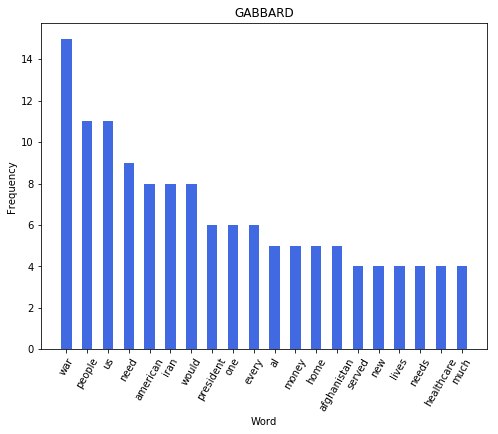 GABBARD
Frequency
14
12
10
8
6
4
2
0
war people us need american iran would president one every al money home afghanistan served new lives needs healthcare much
Word